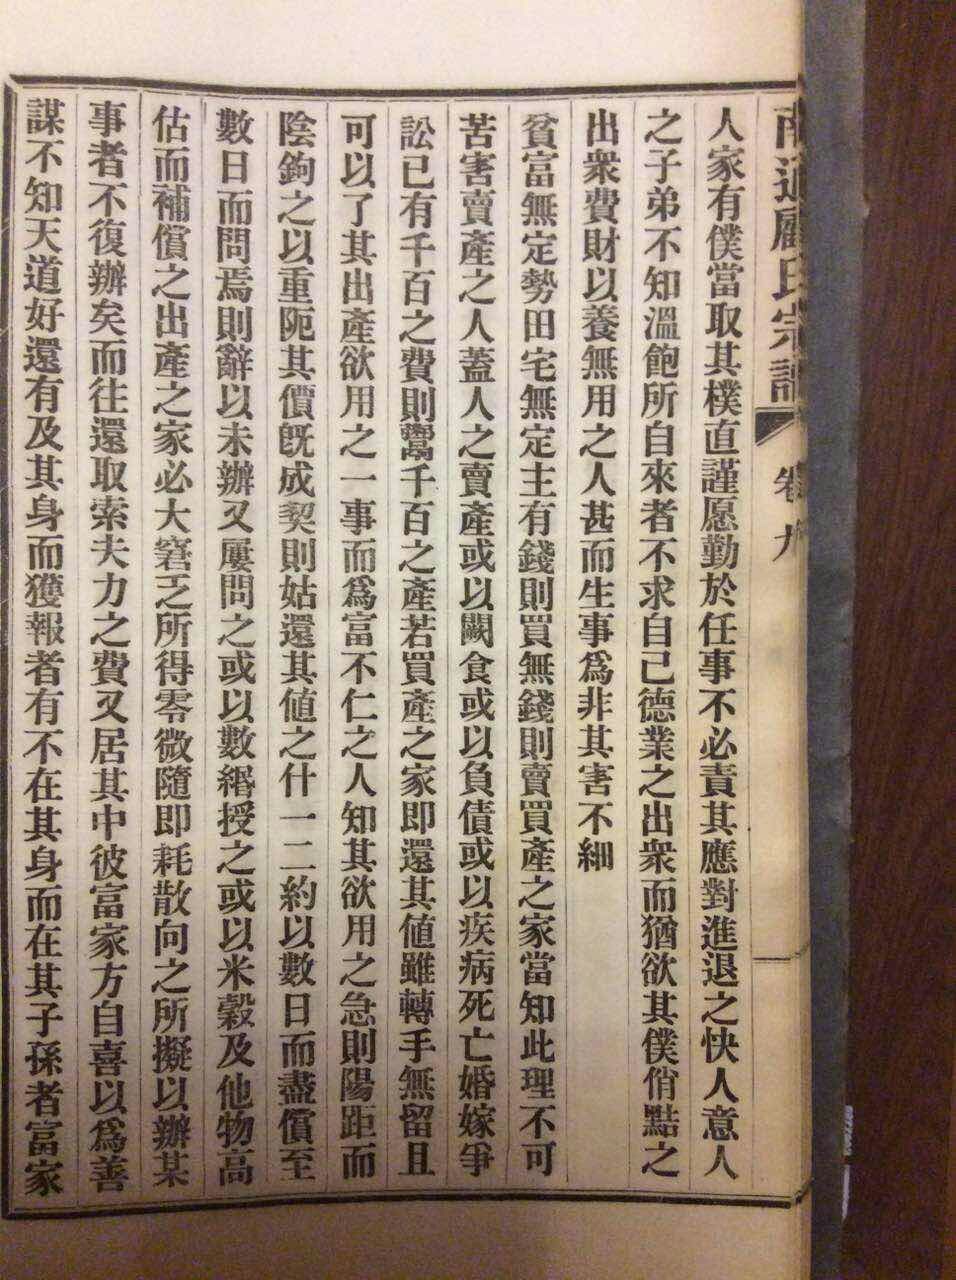 南通顧氏宗譜 卷九
人家有僕當取其樸直謹愿勤於任事不必責其應對進退之快人意人
之子弟不知溫飽所自來者不求自己德業之出衆而猶欲其僕俏黠之
出衆費財以養無用之人甚而生事爲非其害不細
貧富無定勢田宅無定主有錢則買無錢則賣買產之家當知此理不可
苦害賣產之人蓋人之賣產或以闕食或以負債或以疾病死亡婚嫁爭
訟已有千百之費則鬻千百之產若買產之家即還其値雖轉手無留且
可以了其出產欲用之一事而爲富不仁之人知其欲用之急則陽距而
陰鉤之以重阨其價旣成契則姑還其値之什一二約以數日而盡償至
數日而問焉則辭以未辦又屢問之或以數緡授之或以米穀及他物高
估而補償之出產之家必大窘乏所得零微隨即耗散向之所擬以辦某
事者不復辦矣而往還取索夫力之費又居其中彼富家方自喜以爲善
謀不知天道好還有及其身而獲報者有不在其身而在其子孫者富家